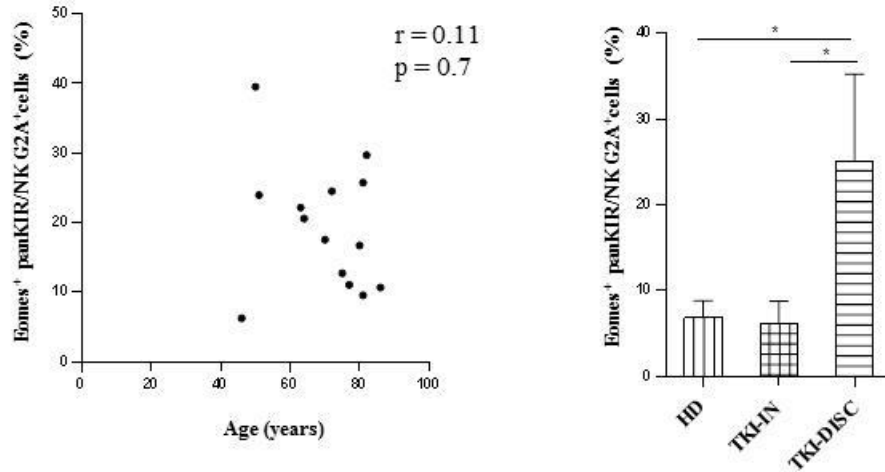 Eomes⁺ panKIR/NK G2A⁺cells (%)
50
40
30
20
10
0
0 20 40 60 80 100
Age (years)
r = 0.11
p = 0.7
Eomes⁺ panKIR/NK G2A⁺cells (%)
40
30
20
10
0
*
*
HD
TKI-IN
TKI-DISC